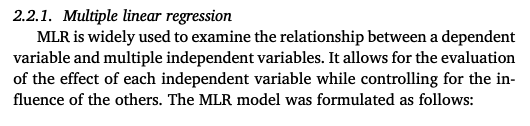 2.2.1. Multiple linear regression
MLR is widely used to examine the relationship between a dependent
variable and multiple independent variables. It allows for the evaluation
of the effect of each independent variable while controlling for the in-
fluence of the others. The MLR model was formulated as follows: